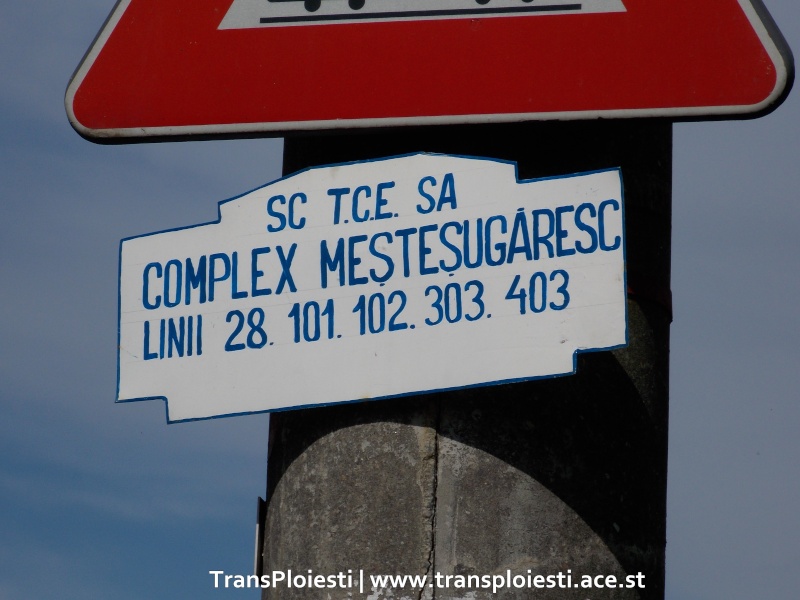 SC T.C.E. SA
COMPLEX MEȘTEȘUGĂRESC
LINII 28. 101. 102. 303. 403
TransPloiesti | www.transploiesti.ace.st